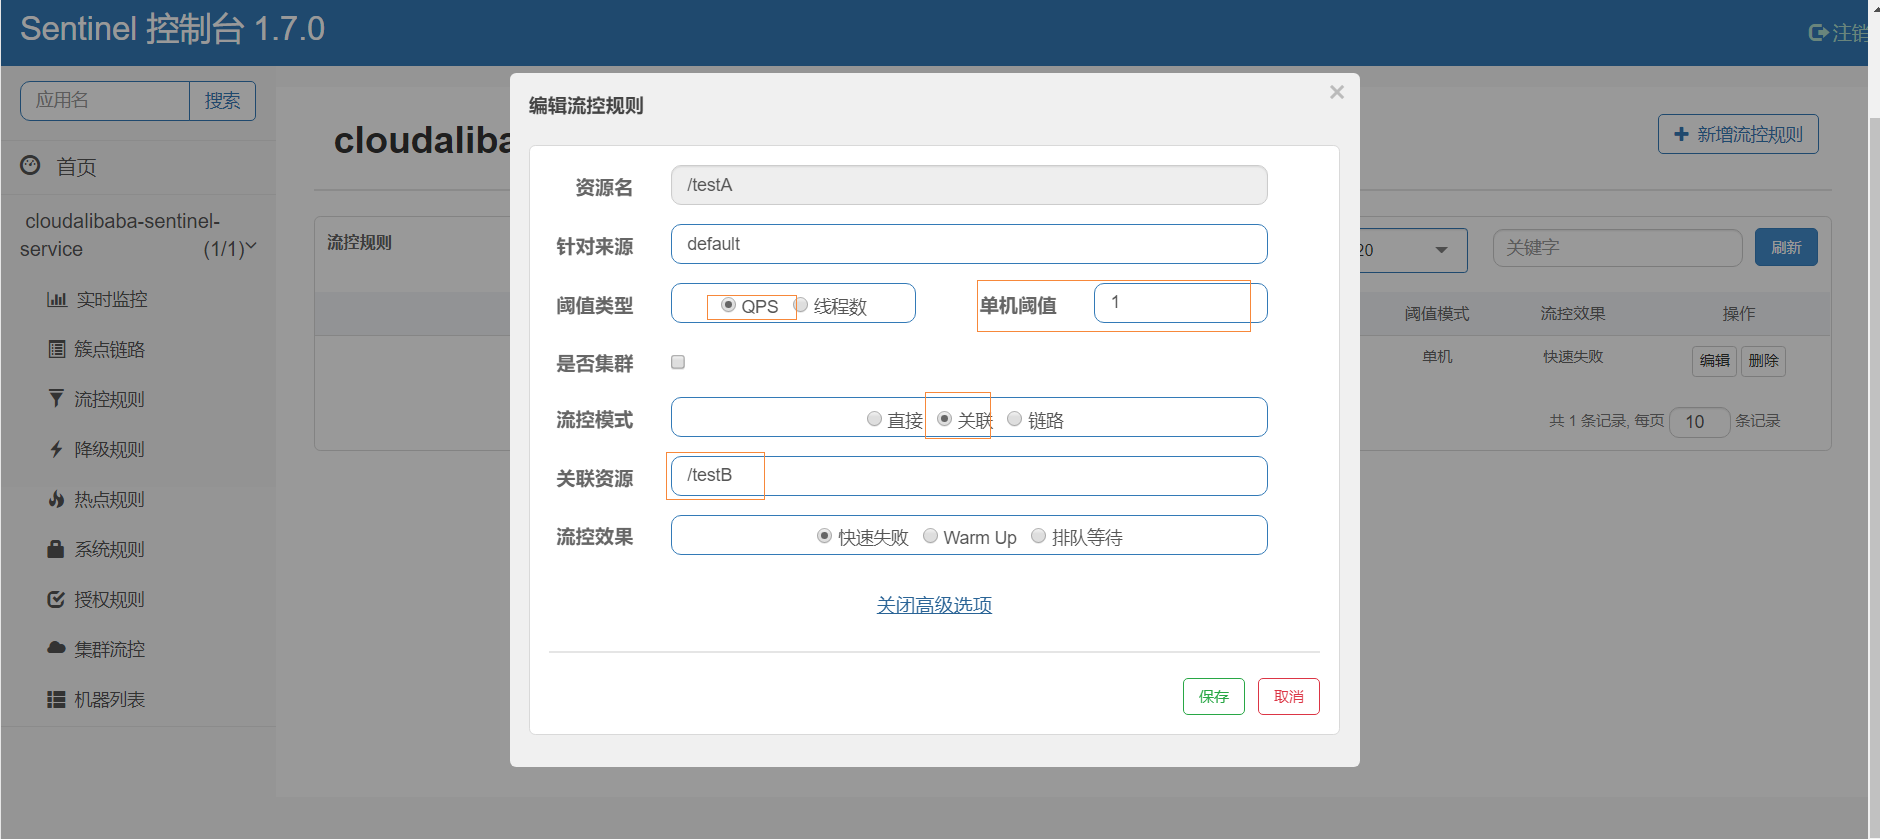 Sentinel 控制台 1.7.0
注销
应用名 搜索
首页
cloudalibaba-sentinel-
service (1/1)
实时监控
簇点链路
流控规则
降级规则
热点规则
系统规则
授权规则
集群流控
机器列表
cloudaliba
新增流控规则
流控规则
20
关键字
刷新
阈值模式 流控效果 操作
单机 快速失败 编辑 删除
共 1 条记录, 每页 10 条记录
编辑流控规则 ×
资源名 /testA
针对来源 default
阈值类型 QPS 线程数 单机阈值 1
是否集群
流控模式 直接 关联 链路
关联资源 /testB
流控效果 快速失败 Warm Up 排队等待
关闭高级选项
保存 取消